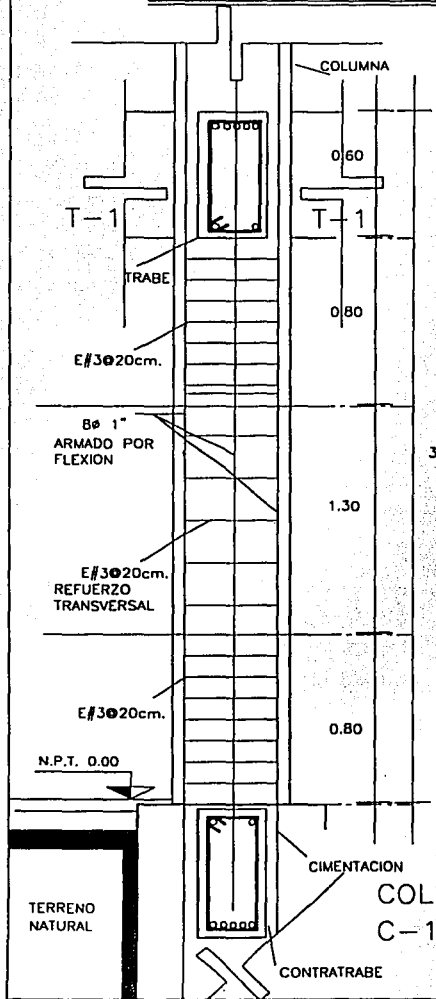 COLUMNA
0.60
T-1
T-1
TRABE
0.80
E#3@20cm.
8ø 1"
ARMADO POR
FLEXION
3
1.30
E#3@20cm.
REFUERZO
TRANSVERSAL
E#3@20cm.
0.80
N.P.T. 0.00
CIMENTACION
TERRENO
NATURAL
COL
C-1
CONTRATRABE